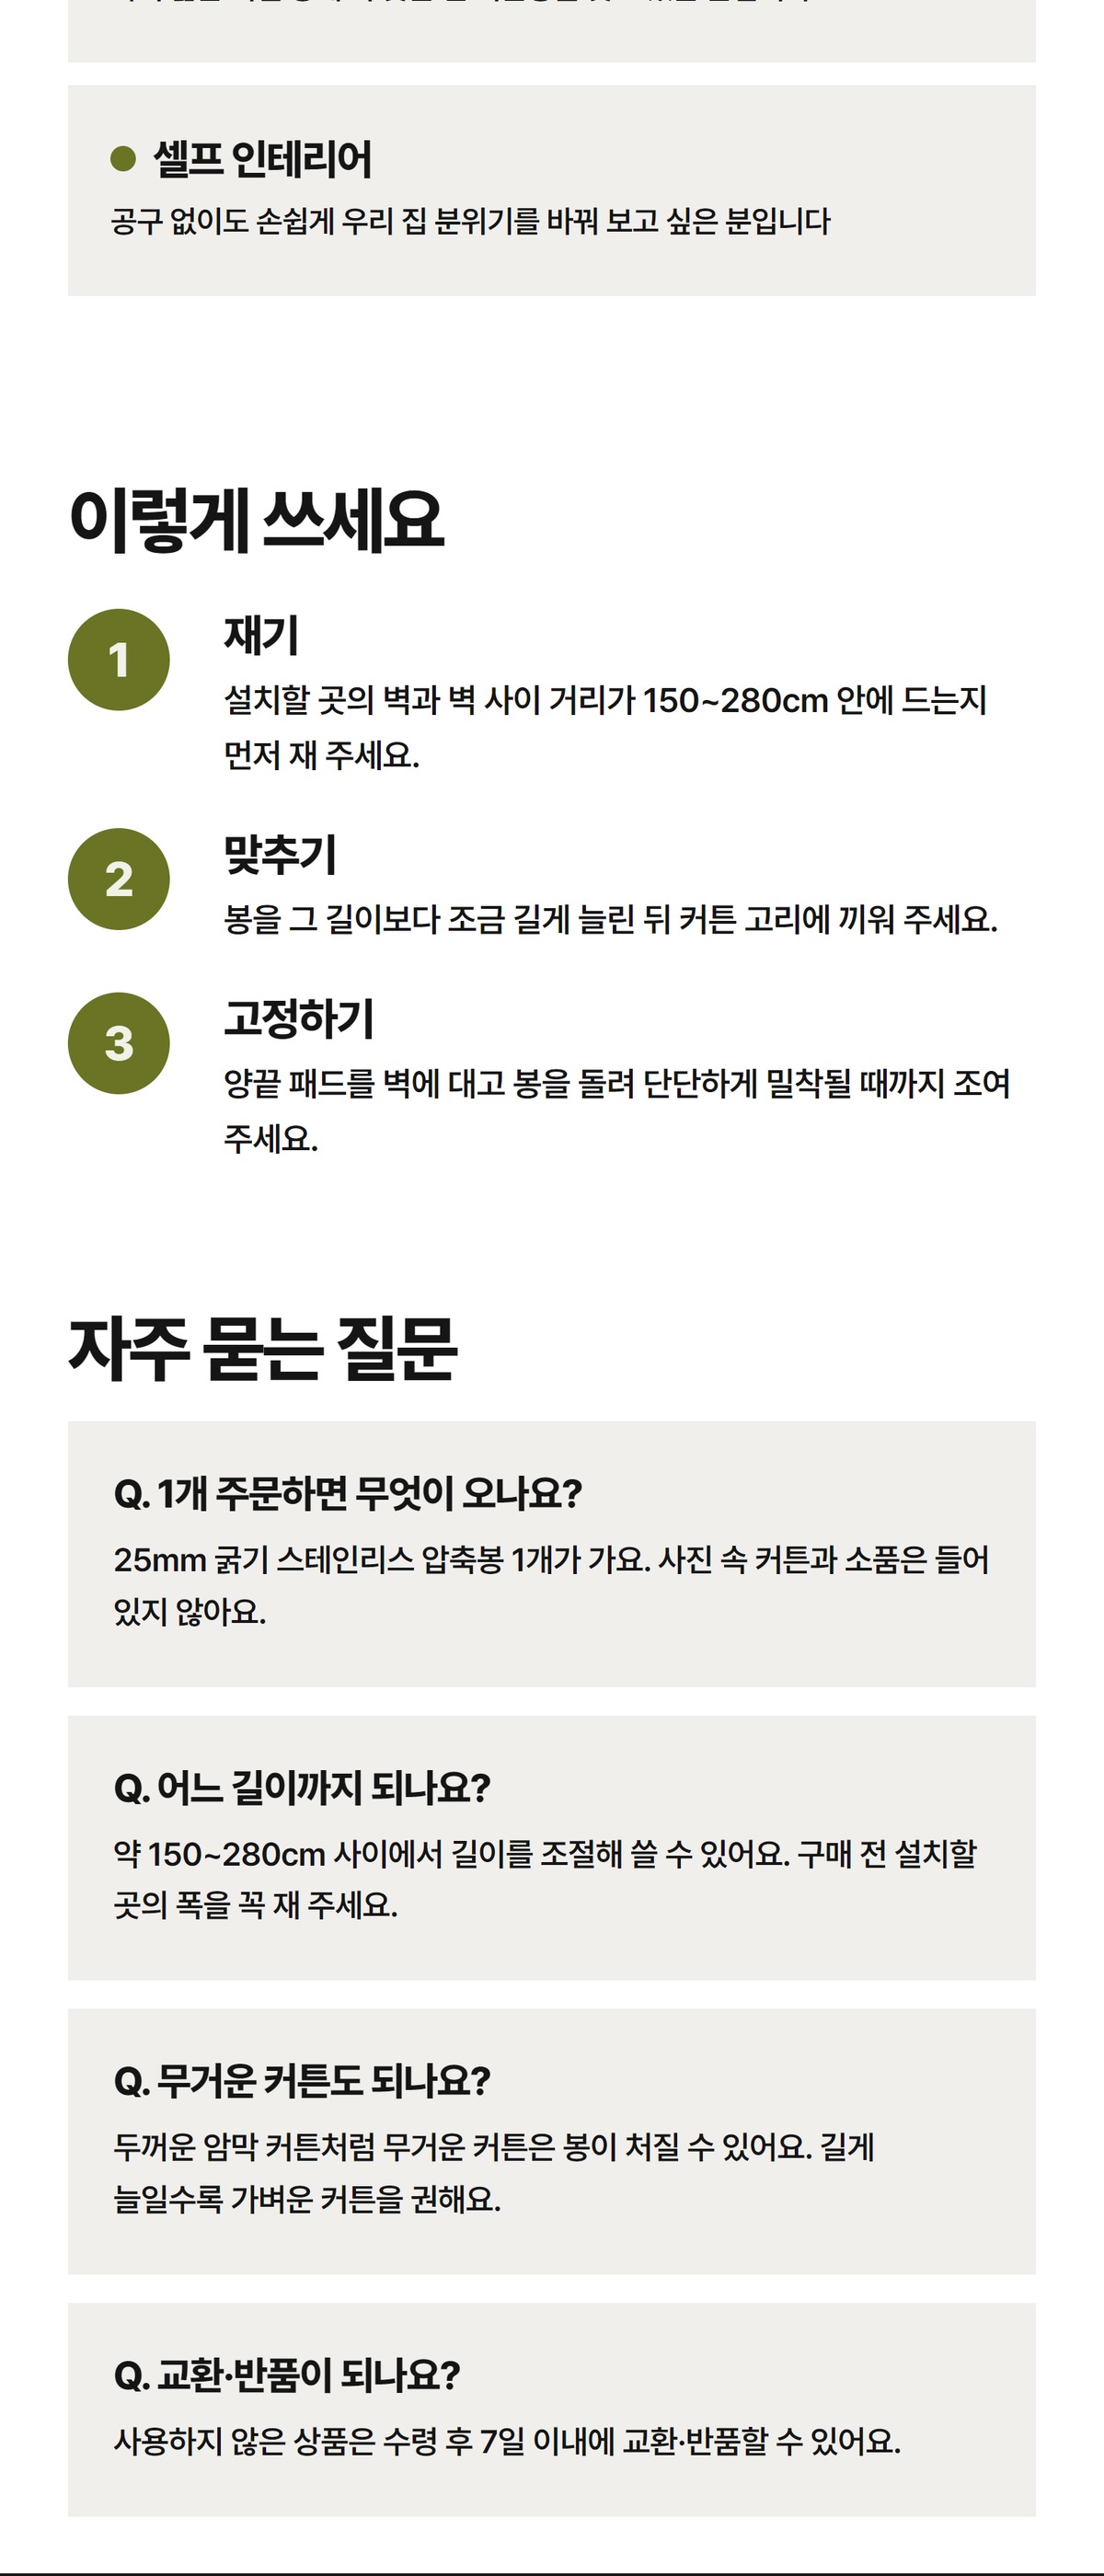 셀프 인테리어
공구 없이도 손쉽게 우리 집 분위기를 바꿔 보고 싶은 분입니다
이렇게 쓰세요
1
재기
설치할 곳의 벽과 벽 사이 거리가 150~280cm 안에 드는지
먼저 재 주세요.
2
맞추기
봉을 그 길이보다 조금 길게 늘린 뒤 커튼 고리에 끼워 주세요.
3
고정하기
양끝 패드를 벽에 대고 봉을 돌려 단단하게 밀착될 때까지 조여
주세요.
자주 묻는 질문
Q. 1개 주문하면 무엇이 오나요?
25mm 굵기 스테인리스 압축봉 1개가 가요. 사진 속 커튼과 소품은 들어
있지 않아요.
Q. 어느 길이까지 되나요?
약 150~280cm 사이에서 길이를 조절해 쓸 수 있어요. 구매 전 설치할
곳의 폭을 꼭 재 주세요.
Q. 무거운 커튼도 되나요?
두꺼운 암막 커튼처럼 무거운 커튼은 봉이 처질 수 있어요. 길게
늘일수록 가벼운 커튼을 권해요.
Q. 교환·반품이 되나요?
사용하지 않은 상품은 수령 후 7일 이내에 교환·반품할 수 있어요.